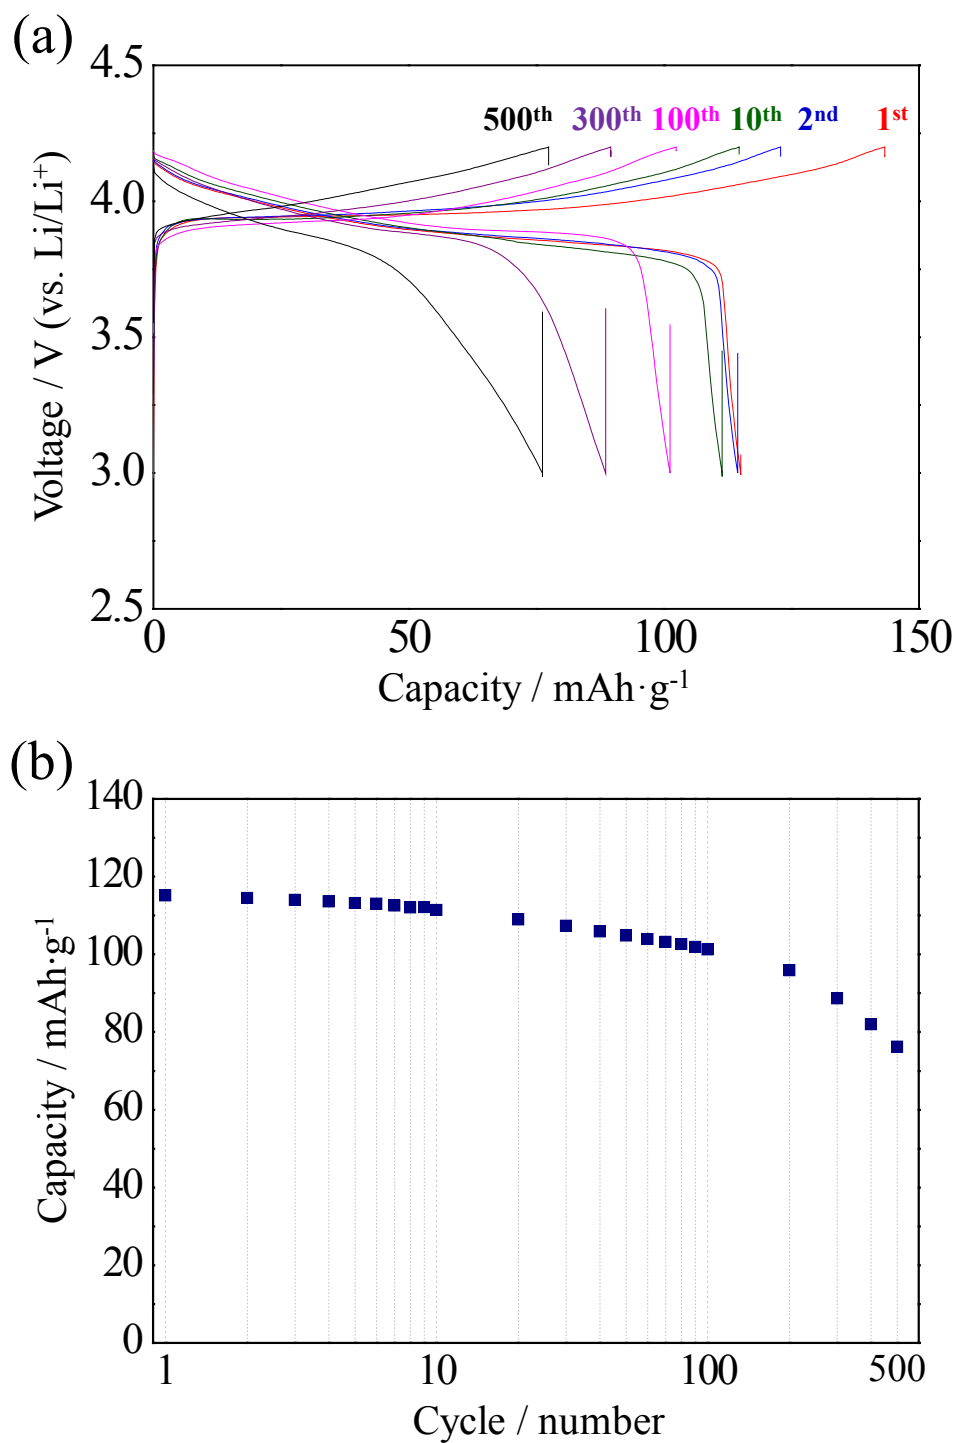 (a)
4.5
500th 300th 100th 10th 2nd 1st
4.0
3.5
3.0
2.5
Voltage / V (vs. Li/Li+)
0 50 100 150
Capacity / mAh·g-1
(b)
140
120
100
80
60
40
20
0
Capacity / mAh·g-1
1 10 100 500
Cycle / number